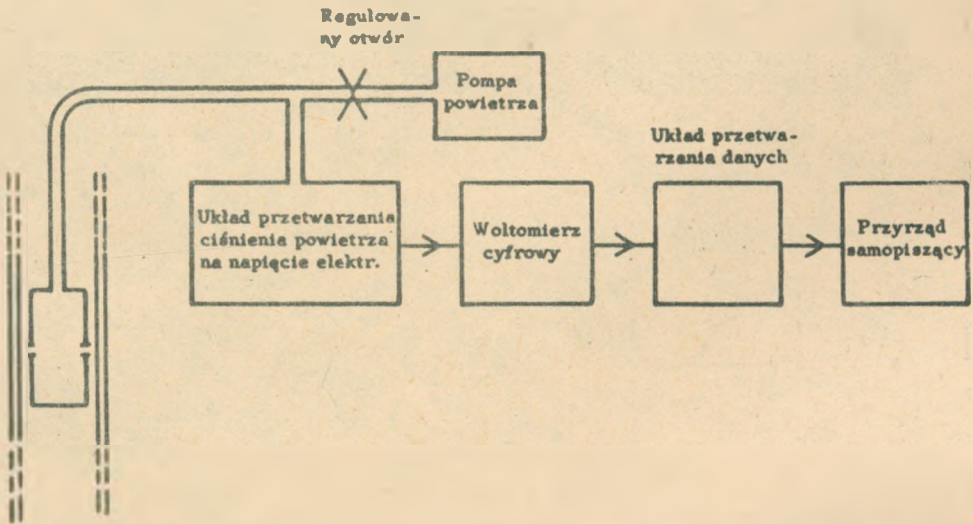 Regulowa-
ny otwór
Pompa
powietrza
Układ przetwa-
rzania danych
Układ przetwarzania
ciśnienia powietrza
na napięcie elektr.
Woltomierz
cyfrowy
Przyrząd
samopiszący